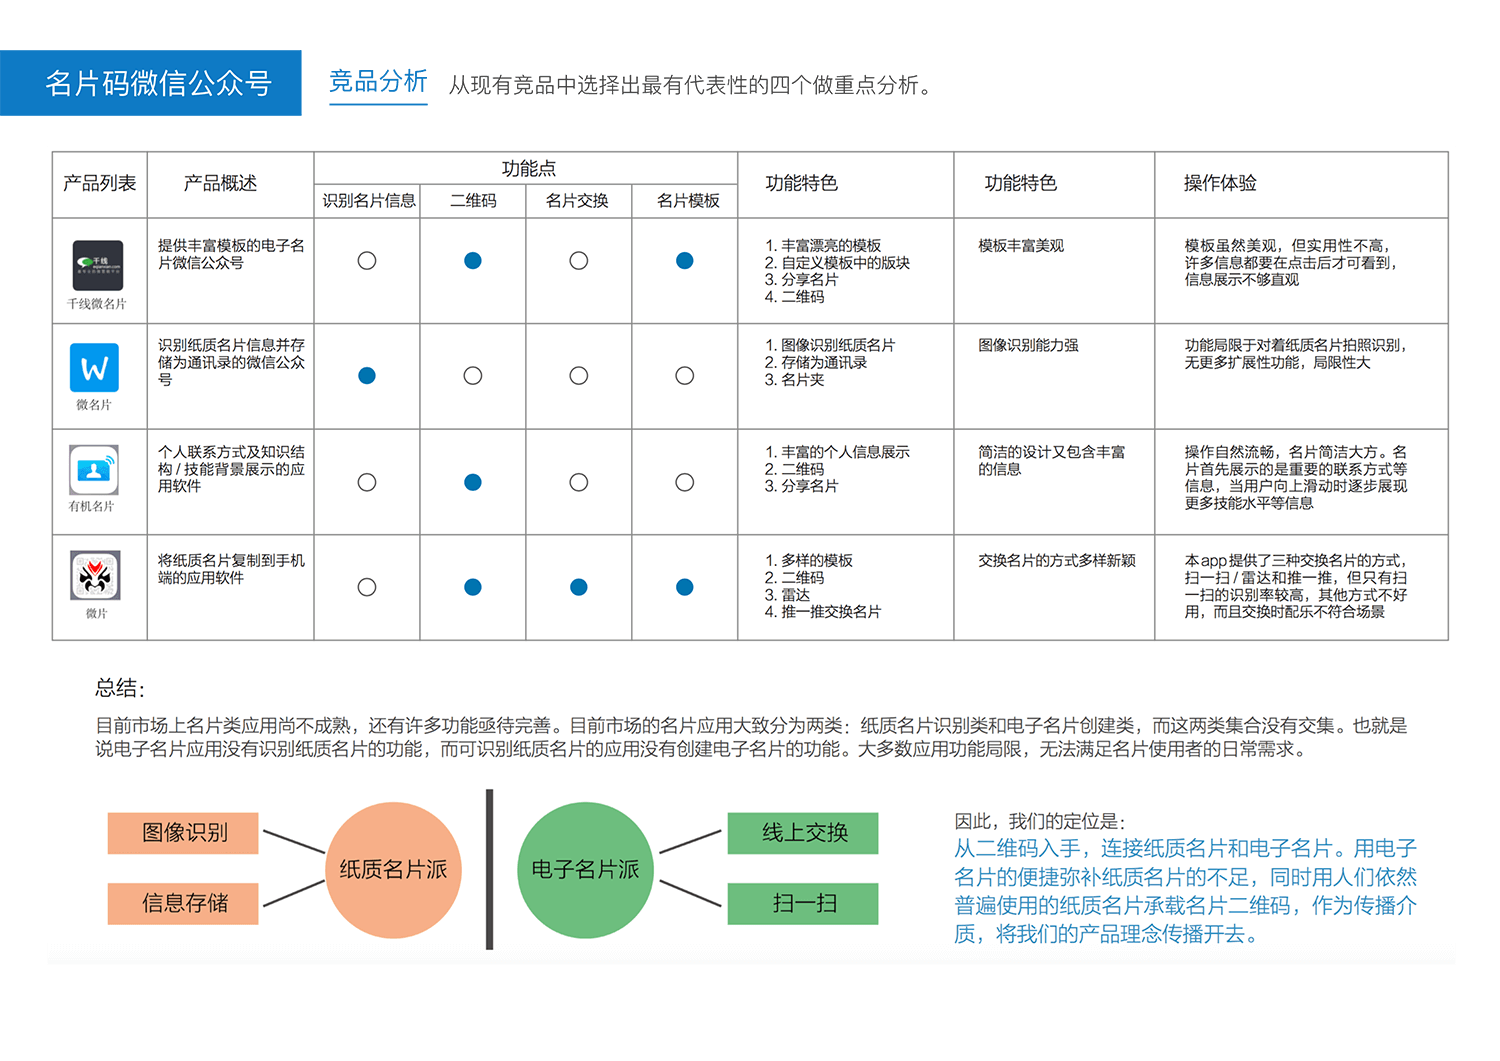 名片码微信公众号
竞品分析
从现有竞品中选择出最有代表性的四个做重点分析。
产品列表
产品概述
功能点
功能特色
功能特色
操作体验
识别名片信息
二维码
名片交换
名片模板
千线
千线微名片
提供丰富模板的电子名
片微信公众号
1. 丰富漂亮的模板
2. 自定义模板中的版块
3. 分享名片
4. 二维码
模板丰富美观
模板虽然美观，但实用性不高，
许多信息都要在点击后才可看到，
信息展示不够直观
W
微名片
识别纸质名片信息并存
储为通讯录的微信公众
号
1. 图像识别纸质名片
2. 存储为通讯录
3. 名片夹
图像识别能力强
功能局限于对着纸质名片拍照识别，
无更多扩展性功能，局限性大
有机名片
个人联系方式及知识结
构 / 技能背景展示的应
用软件
1. 丰富的个人信息展示
2. 二维码
3. 分享名片
简洁的设计又包含丰富
的信息
操作自然流畅，名片简洁大方。名
片首先展示的是重要的联系方式等
信息，当用户向上滑动时逐步展现
更多技能水平等信息
微片
将纸质名片复制到手机
端的应用软件
1. 多样的模板
2. 二维码
3. 雷达
4. 推一推交换名片
交换名片的方式多样新颖
本app提供了三种交换名片的方式，
扫一扫 / 雷达和推一推，但只有扫
一扫的识别率较高，其他方式不好
用，而且交换时配乐不符合场景
总结：
目前市场上名片类应用尚不成熟，还有许多功能亟待完善。目前市场的名片应用大致分为两类：纸质名片识别类和电子名片创建类，而这两类集合没有交集。也就是
说电子名片应用没有识别纸质名片的功能，而可识别纸质名片的应用没有创建电子名片的功能。大多数应用功能局限，无法满足名片使用者的日常需求。
图像识别
信息存储
纸质名片派
电子名片派
线上交换
扫一扫
因此，我们的定位是：
从二维码入手，连接纸质名片和电子名片。用电子
名片的便捷弥补纸质名片的不足，同时用人们依然
普遍使用的纸质名片承载名片二维码，作为传播介
质，将我们的产品理念传播开去。